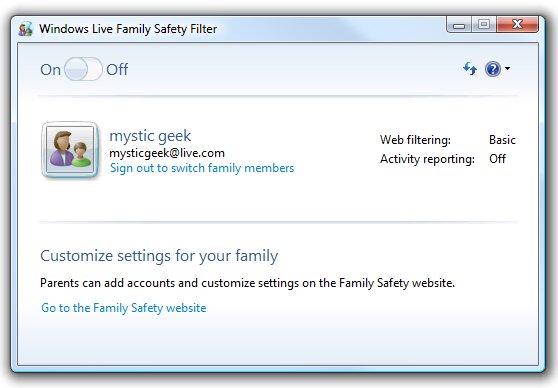 Windows Live Family Safety Filter
On Off
mystic geek
mysticgeek@live.com
Sign out to switch family members
Web filtering: Basic
Activity reporting: Off
Customize settings for your family
Parents can add accounts and customize settings on the Family Safety website.
Go to the Family Safety website